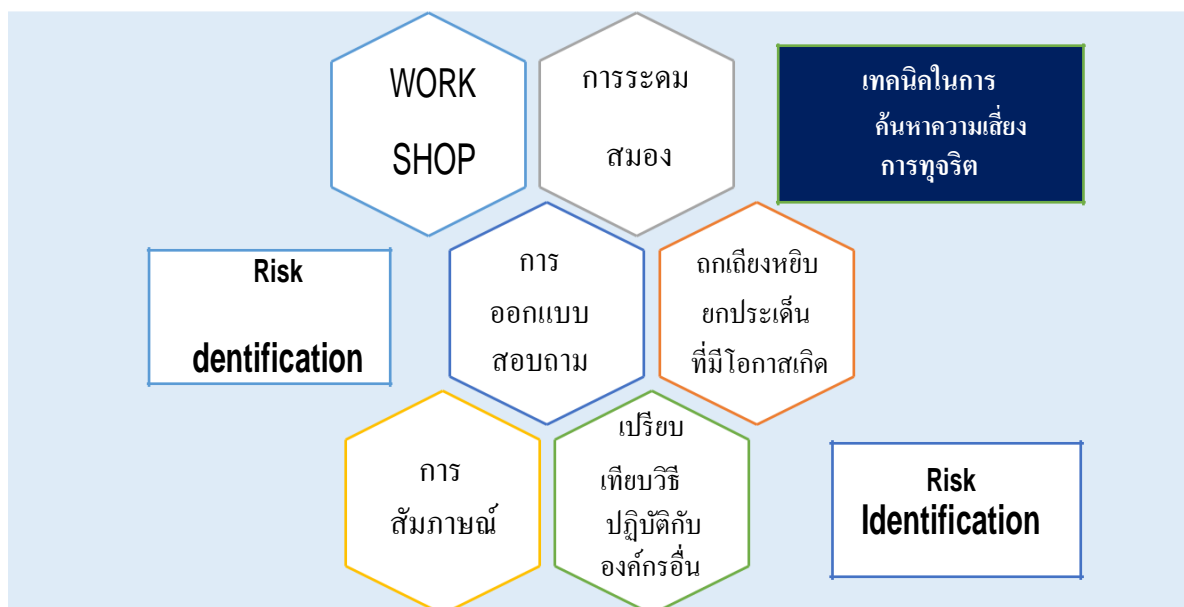 WORK
SHOP
การระดม
สมอง
เทคนิคในการ
ค้นหาความเสี่ยง
การทุจริต
Risk
dentification
การ
ออกแบบ
สอบถาม
ถกเถียงหยิบ
ยกประเด็น
ที่มีโอกาสเกิด
การ
สัมภาษณ์
เปรียบ
เทียบวิธี
ปฏิบัติกับ
องค์กรอื่น
Risk
Identification